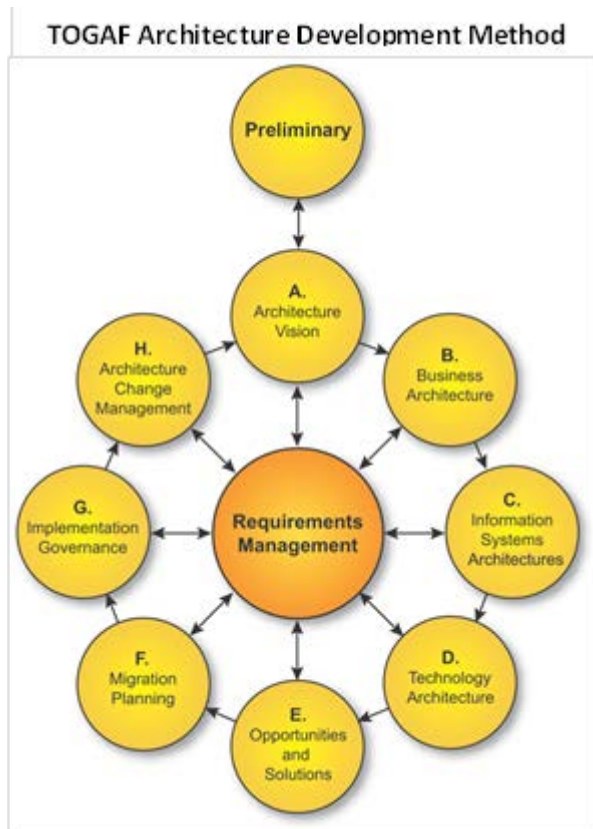 TOGAF Architecture Development Method
Preliminary
A.
Architecture
Vision
H.
Architecture
Change
Management
B.
Business
Architecture
G.
Implementation
Governance
Requirements
Management
C.
Information
Systems
Architectures
F.
Migration
Planning
D.
Technology
Architecture
E.
Opportunities
and
Solutions